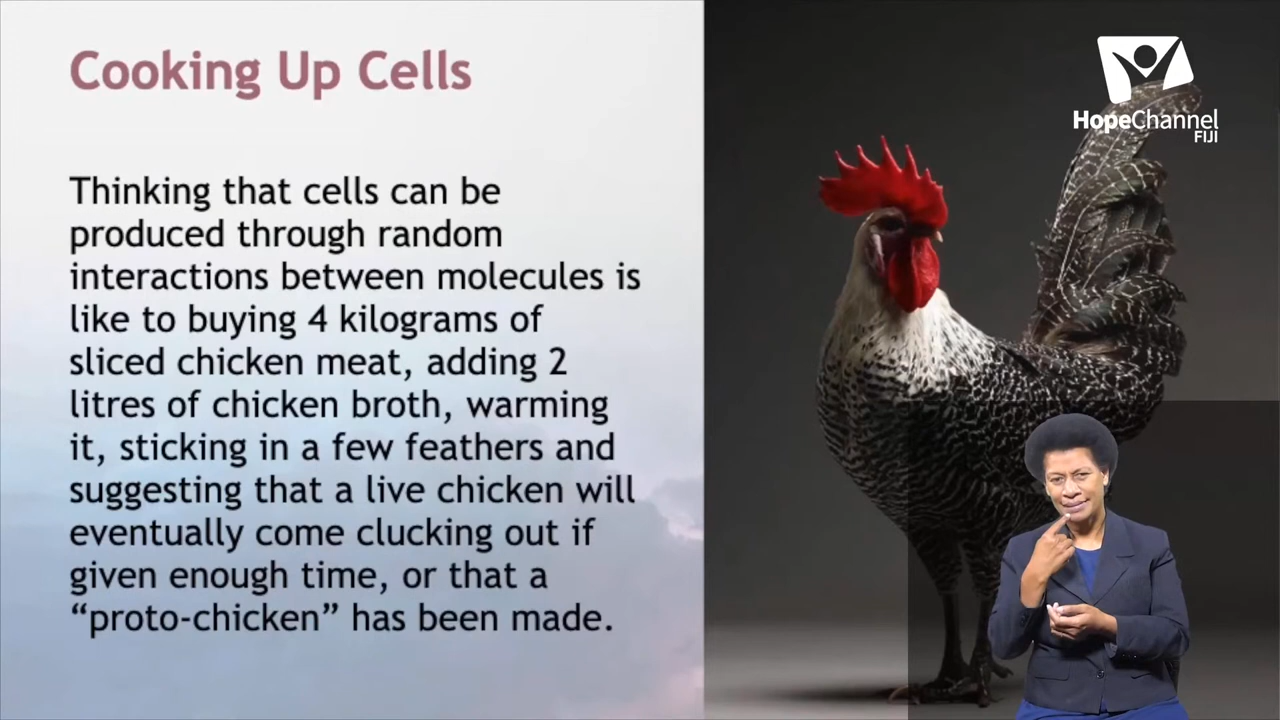 Cooking Up Cells
Thinking that cells can be
produced through random
interactions between molecules is
like to buying 4 kilograms of
sliced chicken meat, adding 2
litres of chicken broth, warming
it, sticking in a few feathers and
suggesting that a live chicken will
eventually come clucking out if
given enough time, or that a
“proto-chicken” has been made.
HopeChannel
FIJI